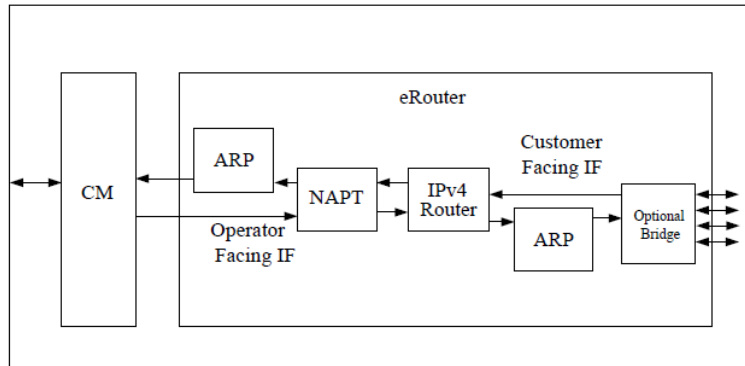 eRouter
Customer
Facing IF
ARP
CM
NAPT
IPv4
Router
Optional
Bridge
Operator
Facing IF
ARP